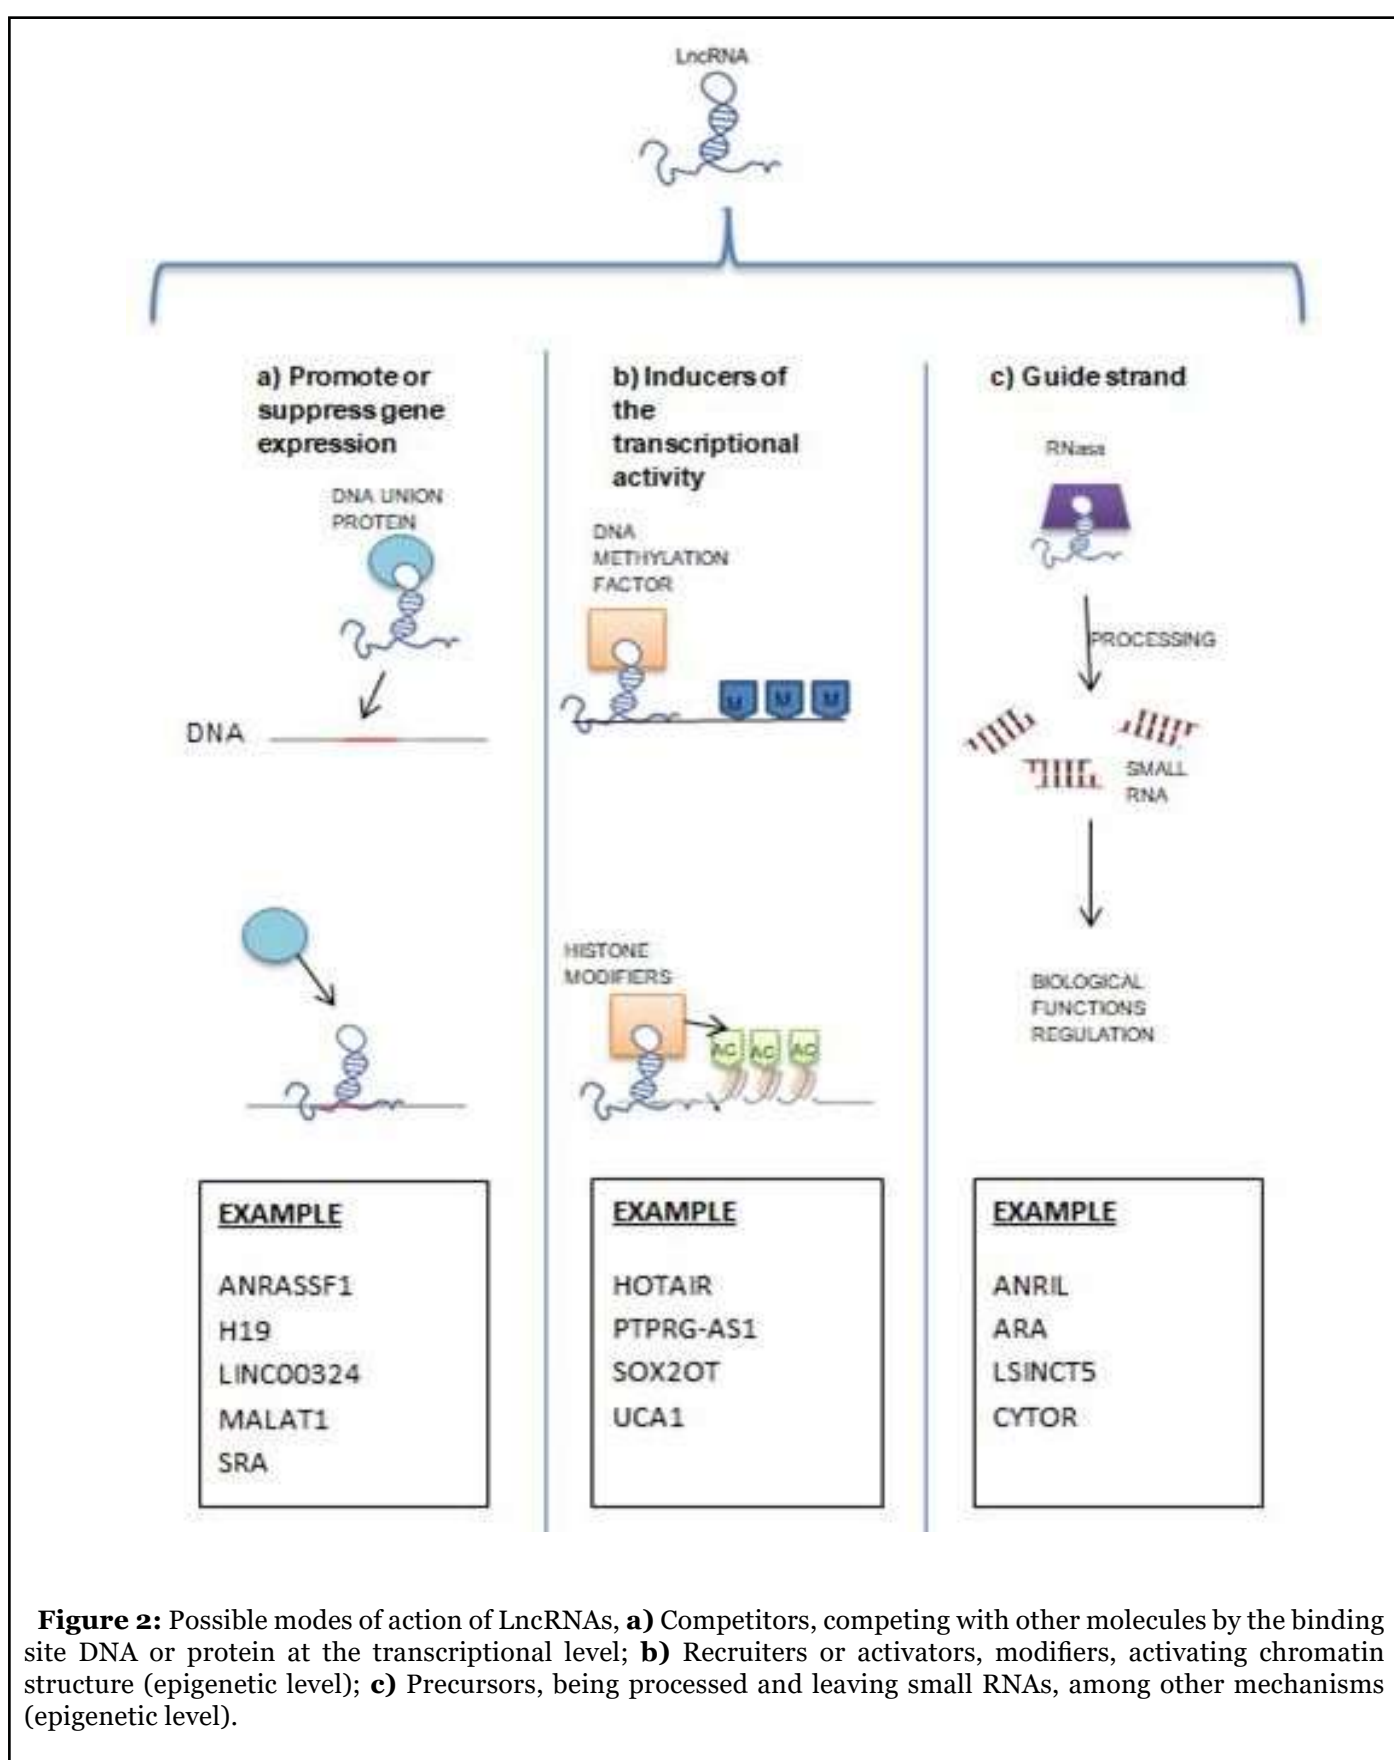 LncRNA
a) Promote or
suppress gene
expression
DNA UNION
PROTEIN
DNA
b) Inducers of
the
transcriptional
activity
DNA
METHYLATION
FACTOR
M M M
HISTONE
MODIFIERS
AC AC AC
c) Guide strand
RNasa
PROCESSING
SMALL
RNA
BIOLOGICAL
FUNCTIONS
REGULATION
EXAMPLE
ANRASSF1
H19
LINC00324
MALAT1
SRA
EXAMPLE
HOTAIR
PTPRG-AS1
SOX2OT
UCA1
EXAMPLE
ANRIL
ARA
LSINCT5
CYTOR
Figure 2: Possible modes of action of LncRNAs, a) Competitors, competing with other molecules by the binding
site DNA or protein at the transcriptional level; b) Recruiters or activators, modifiers, activating chromatin
structure (epigenetic level); c) Precursors, being processed and leaving small RNAs, among other mechanisms
(epigenetic level).